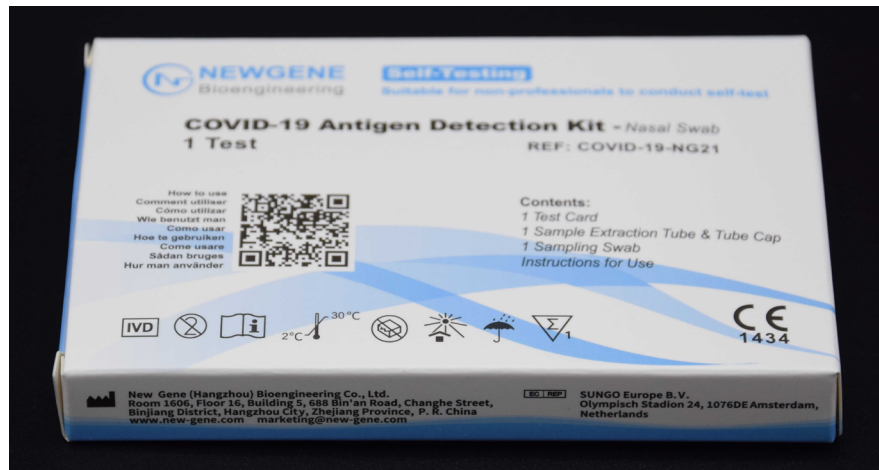 NEWGENE
Bioengineering
Self-Testing
Suitable for non-professionals to conduct self-test
COVID-19 Antigen Detection Kit - Nasal Swab
1 Test
REF: COVID-19-NG21
How to use
Comment utiliser
Cómo utilizar
Wie benutzt man
Como usar
Hoe te gebruiken
Come usare
Sådan bruges
Hur man använder
Contents:
1 Test Card
1 Sample Extraction Tube & Tube Cap
1 Sampling Swab
Instructions for Use
IVD
2
i
2°C
30°C
Σ
1
CE
1434
New Gene (Hangzhou) Bioengineering Co., Ltd.
Room 1606, Floor 16, Building 5, 688 Bin'an Road, Changhe Street,
Binjiang District, Hangzhou City, Zhejiang Province, P. R. China
www.new-gene.com marketing@new-gene.com
EC REP
SUNGO Europe B.V.
Olympisch Stadion 24, 1076DE Amsterdam,
Netherlands